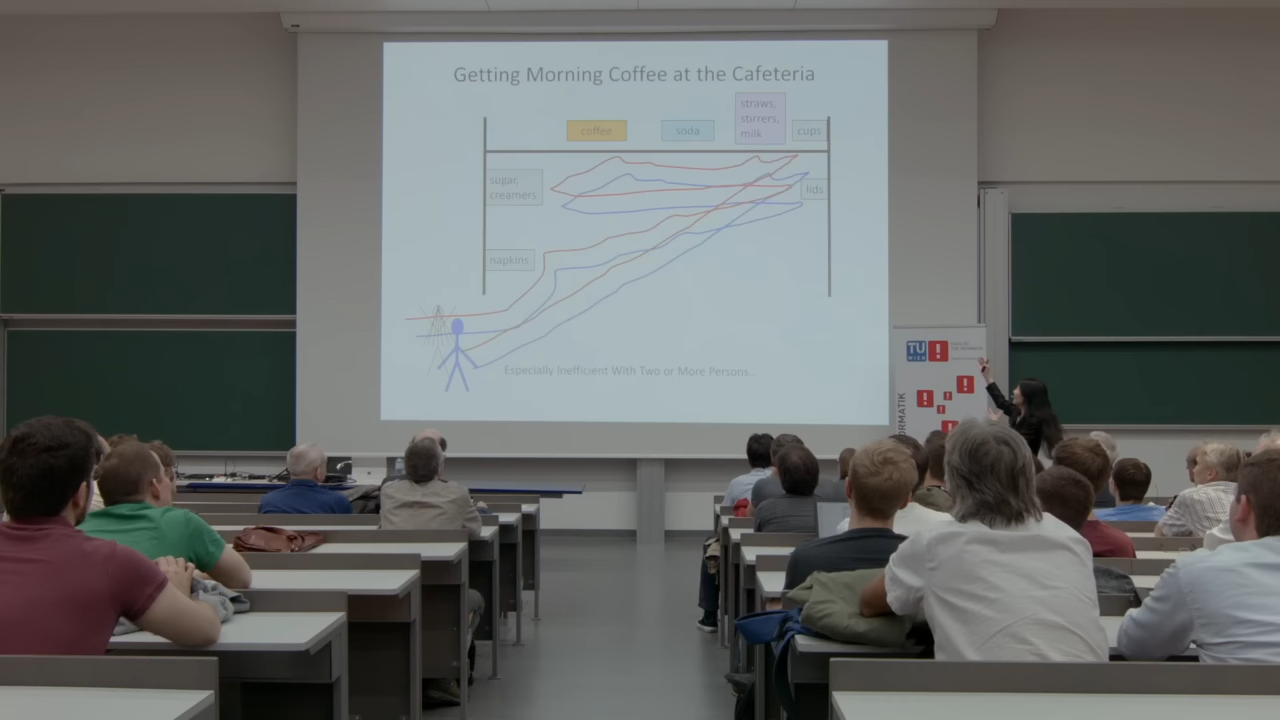 Getting Morning Coffee at the Cafeteria
straws,
stirrers,
milk
coffee
soda
cups
sugar,
creamers
lids
napkins
Especially Inefficient With Two or More Persons...
TU
WIEN